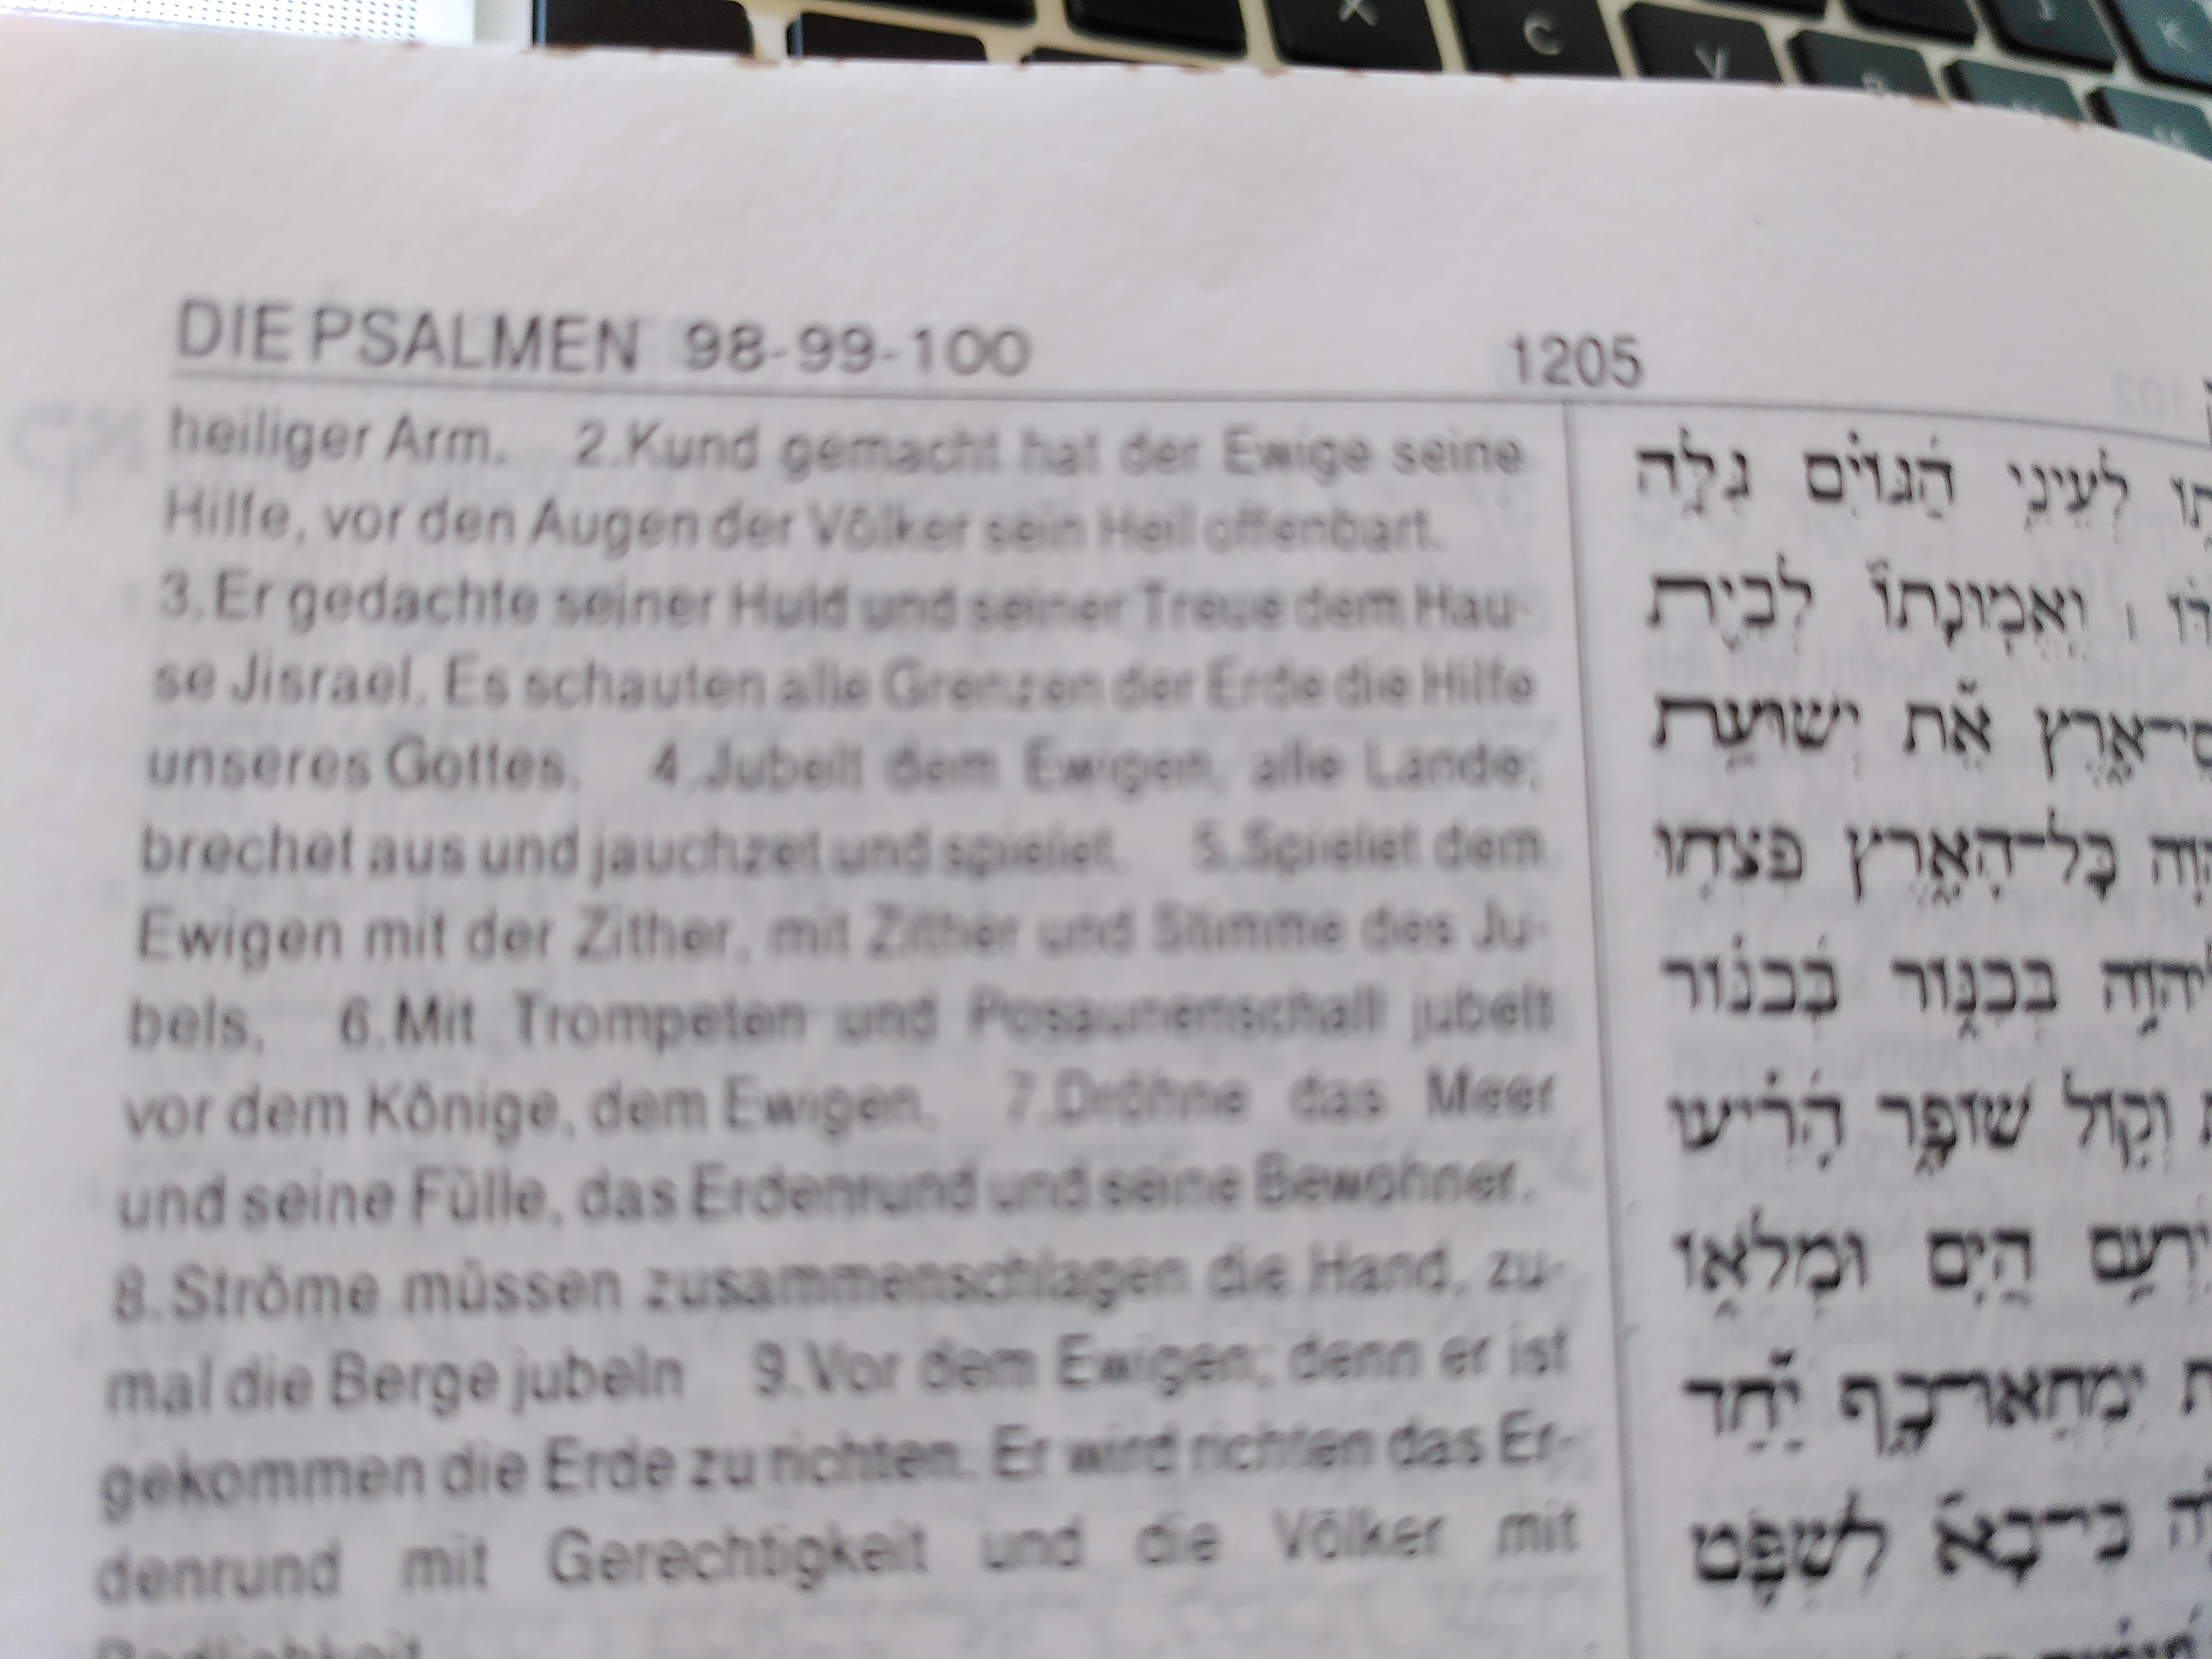 X
C
V
DIE PSALMEN 98-99-100 1205
heiliger Arm. 2.Kund gemacht hat der Ewige seine
Hilfe, vor den Augen der Völker sein Heil offenbart.
3.Er gedachte seiner Huld und seiner Treue dem Hau-
se Jisrael. Es schauten alle Grenzen der Erde die Hilfe
unseres Gottes. 4.Jubelt dem Ewigen, alle Lande;
brechet aus und jauchzet und spielet. 5.Spielet dem
Ewigen mit der Zither, mit Zither und Stimme des Ju-
bels. 6.Mit Trompeten und Posaunenschall jubelt
vor dem Könige, dem Ewigen. 7.Dröhne das Meer
und seine Fülle, das Erdenrund und seine Bewohner.
8.Ströme müssen zusammenschlagen die Hand, zu-
mal die Berge jubeln 9.Vor dem Ewigen; denn er ist
gekommen die Erde zu richten. Er wird richten das Er-
denrund mit Gerechtigkeit und die Völker mit
לְעֵינֵ֥י הַ֝גּוֹיִ֗ם גִּלָּ֥ה
וֶֽאֱמוּנָתוֹ֮ לְבֵ֪ית
אֶ֝רֶץ אֵ֗ת יְשׁוּעַ֥ת
כָּל־הָאָ֑רֶץ פִּצְח֖וּ
בְּכִנּ֑וֹר בְּ֝כִנּ֗וֹר
וְק֣וֹל שׁוֹפָ֑ר הָ֝רִ֗יעוּ
יִרְעַ֣ם הַ֭יָּם וּמְלֹא֑וֹ
יִמְחֲאוּ־כָ֑ף יַ֝֗חַד
כִּ֥י־בָא֮ לִשְׁפֹּ֪ט